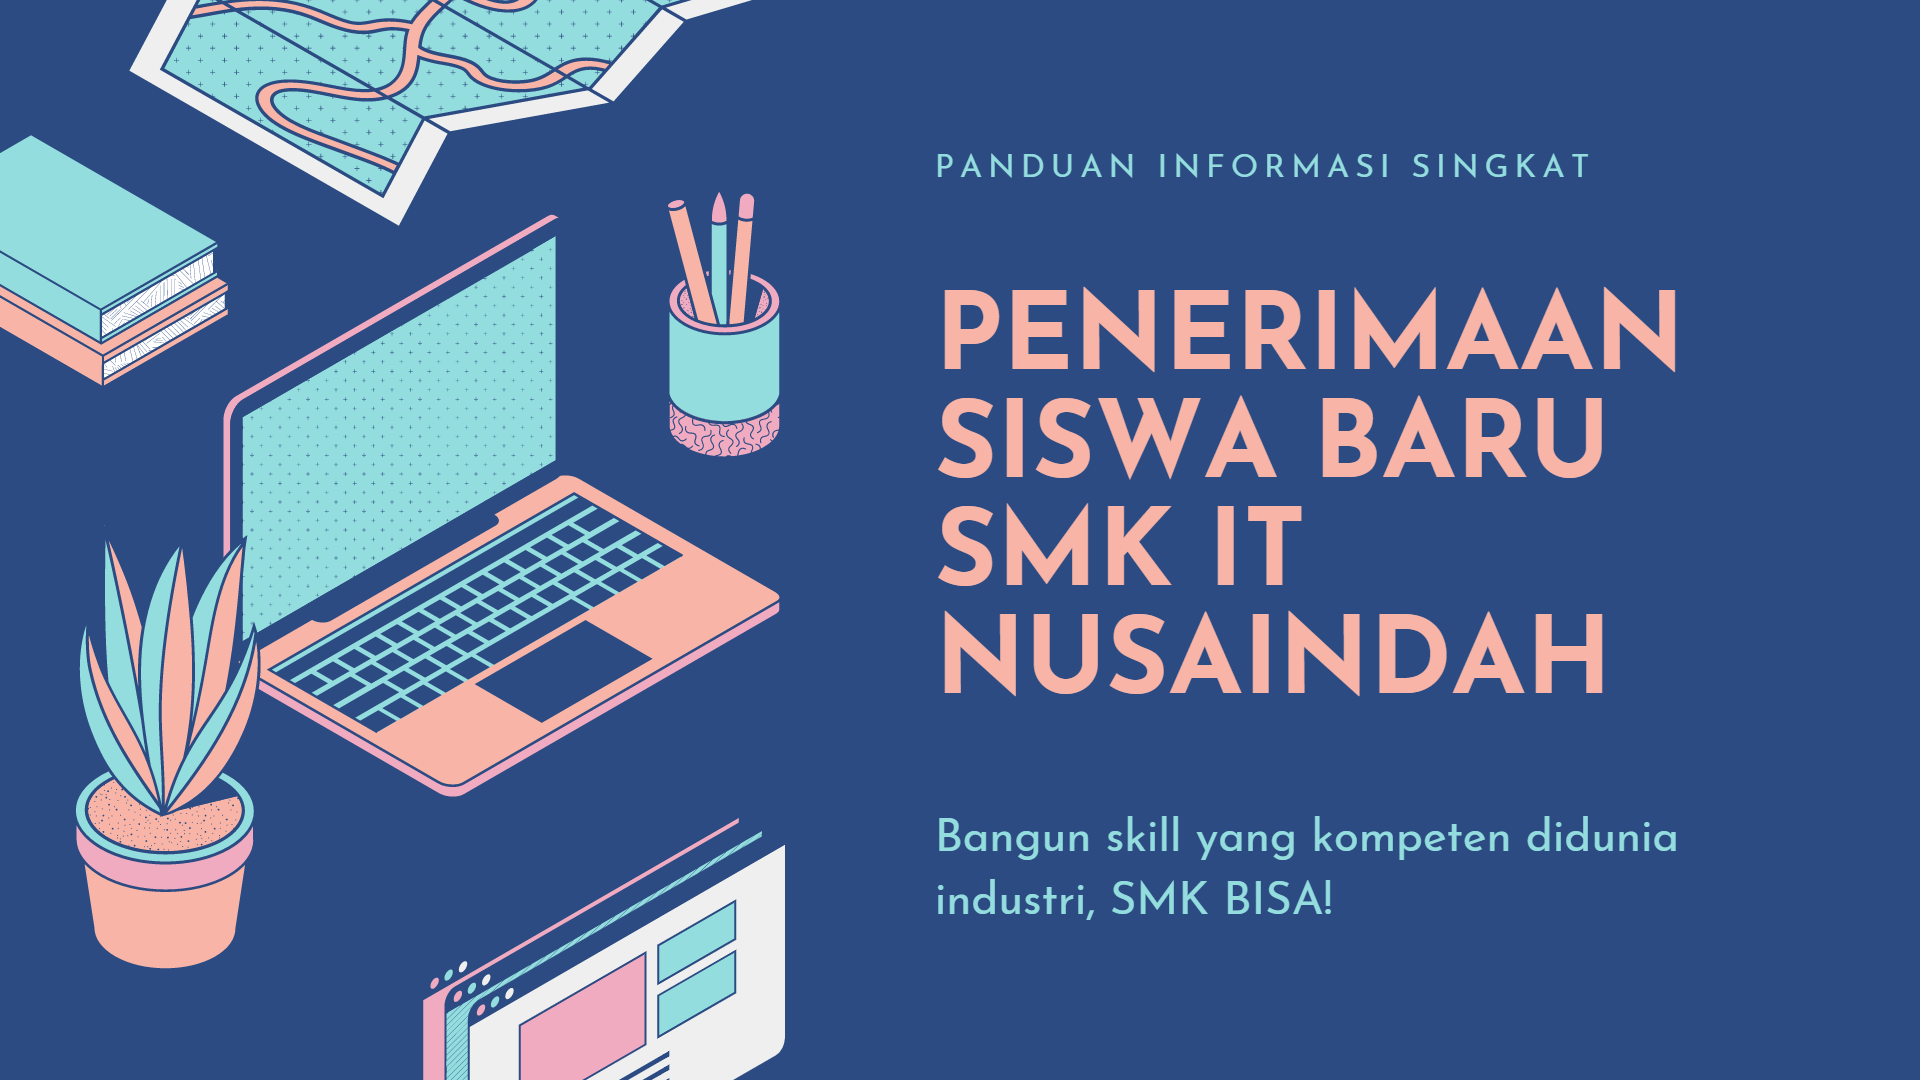 PANDUAN INFORMASI SINGKAT
PENERIMAAN
SISWA BARU
SMK IT
NUSAINDAH
Bangun skill yang kompeten didunia
industri, SMK BISA!